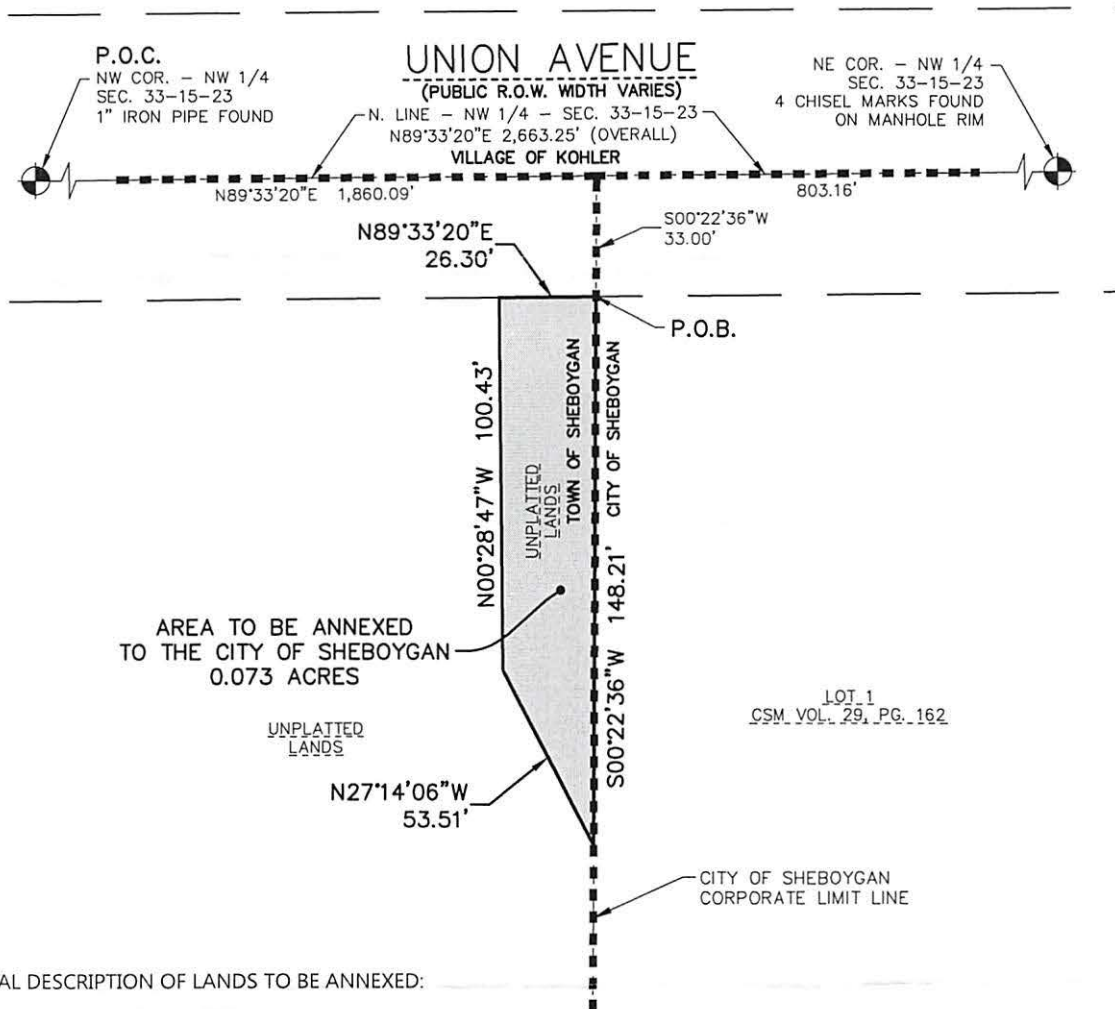 P.O.C.
NW COR. - NW 1/4
SEC. 33-15-23
1" IRON PIPE FOUND
UNION AVENUE
(PUBLIC R.O.W. WIDTH VARIES)
N. LINE - NW 1/4 - SEC. 33-15-23
N89°33'20"E 2,663.25' (OVERALL)
VILLAGE OF KOHLER
NE COR. - NW 1/4
SEC. 33-15-23
4 CHISEL MARKS FOUND
ON MANHOLE RIM
N89°33'20"E 1,860.09'
803.16'
S00°22'36"W
33.00'
N89°33'20"E
26.30'
P.O.B.
N00°28'47"W 100.43'
UNPLATTED
LANDS
TOWN OF SHEBOYGAN
CITY OF SHEBOYGAN
S00°22'36"W 148.21'
AREA TO BE ANNEXED
TO THE CITY OF SHEBOYGAN
0.073 ACRES
UNPLATTED
LANDS
LOT 1
CSM VOL. 29, PG. 162
N27°14'06"W
53.51'
CITY OF SHEBOYGAN
CORPORATE LIMIT LINE
AL DESCRIPTION OF LANDS TO BE ANNEXED: